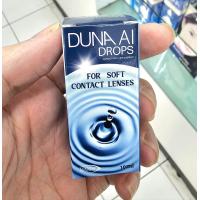 DUNA AI
DROPS
FOR SOFT
CONTACT LENSES
10ml